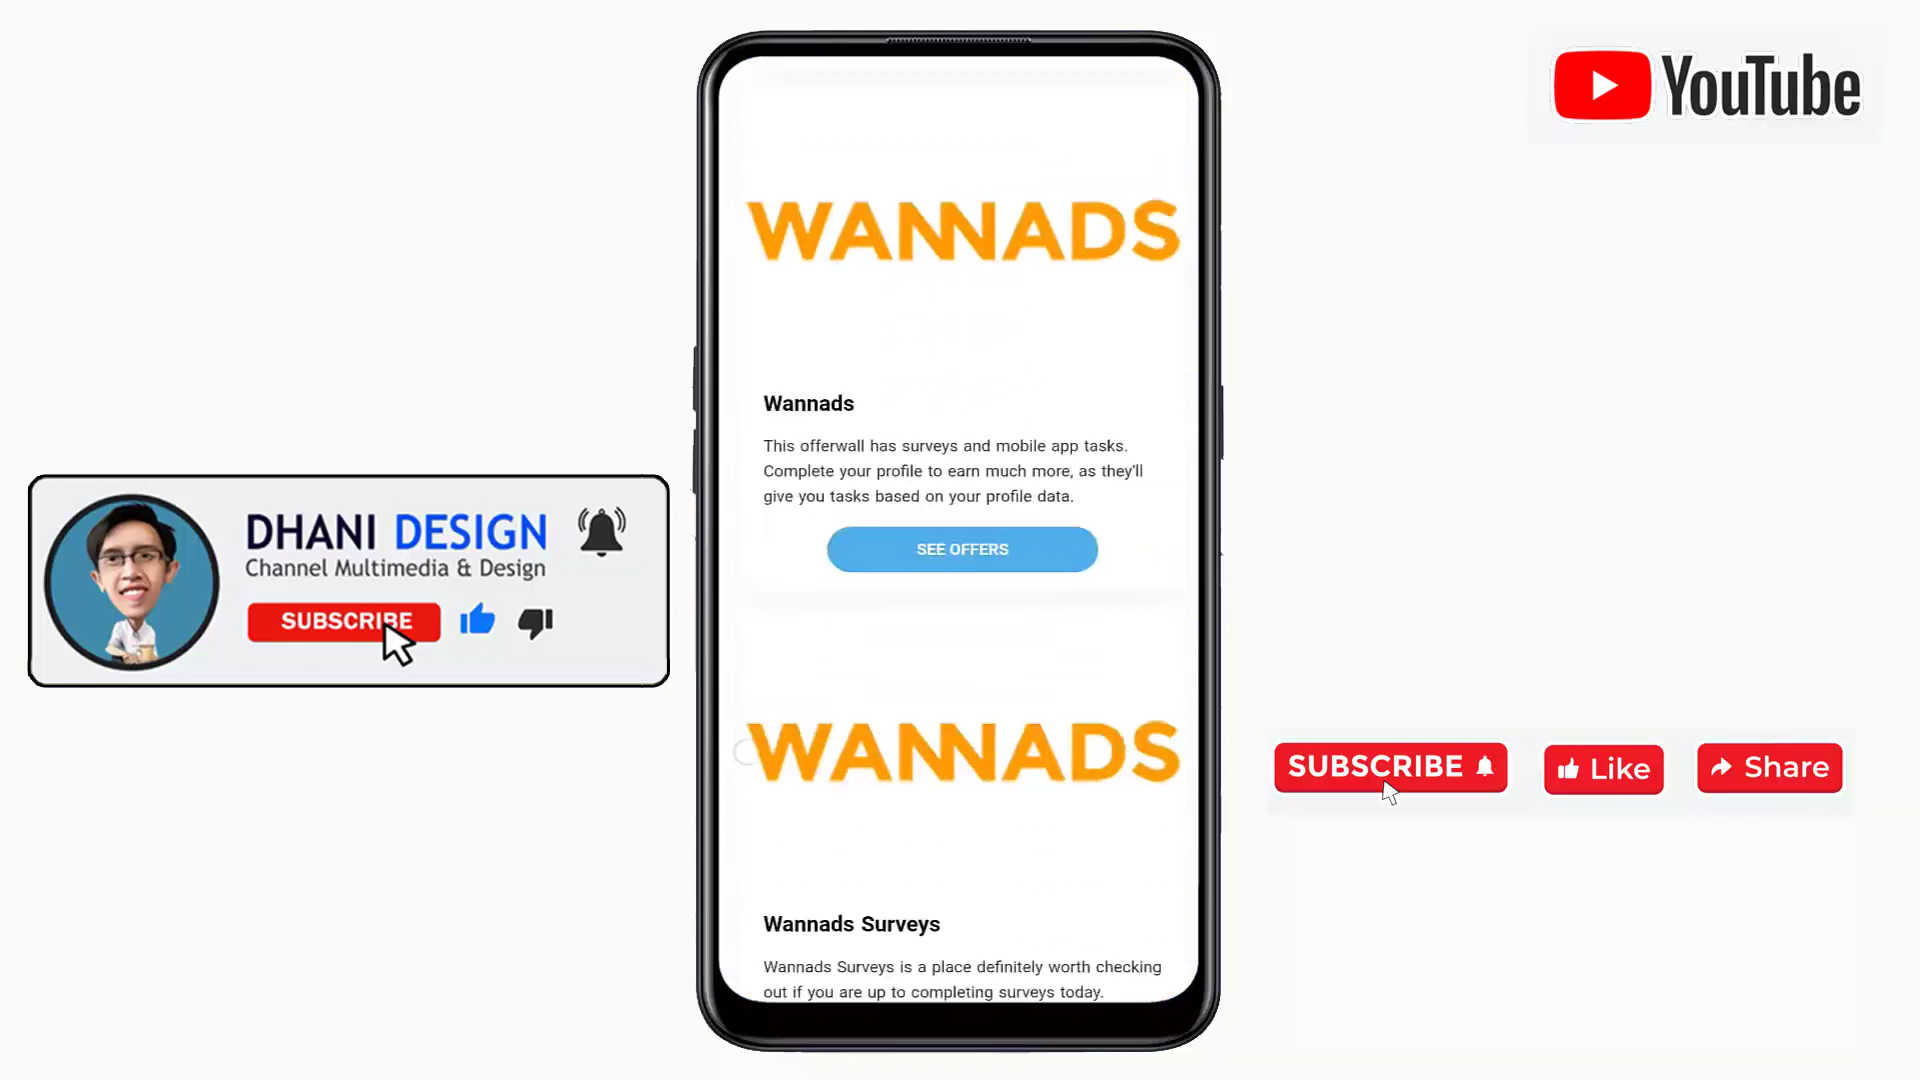 YouTube
WANNADS
Wannads
This offerwall has surveys and mobile app tasks.
Complete your profile to earn much more, as they'll
give you tasks based on your profile data.
SEE OFFERS
DHANI DESIGN
Channel Multimedia & Design
SUBSCRIBE
WANNADS
SUBSCRIBE
Like
Share
Wannads Surveys
Wannads Surveys is a place definitely worth checking
out if you are up to completing surveys today.